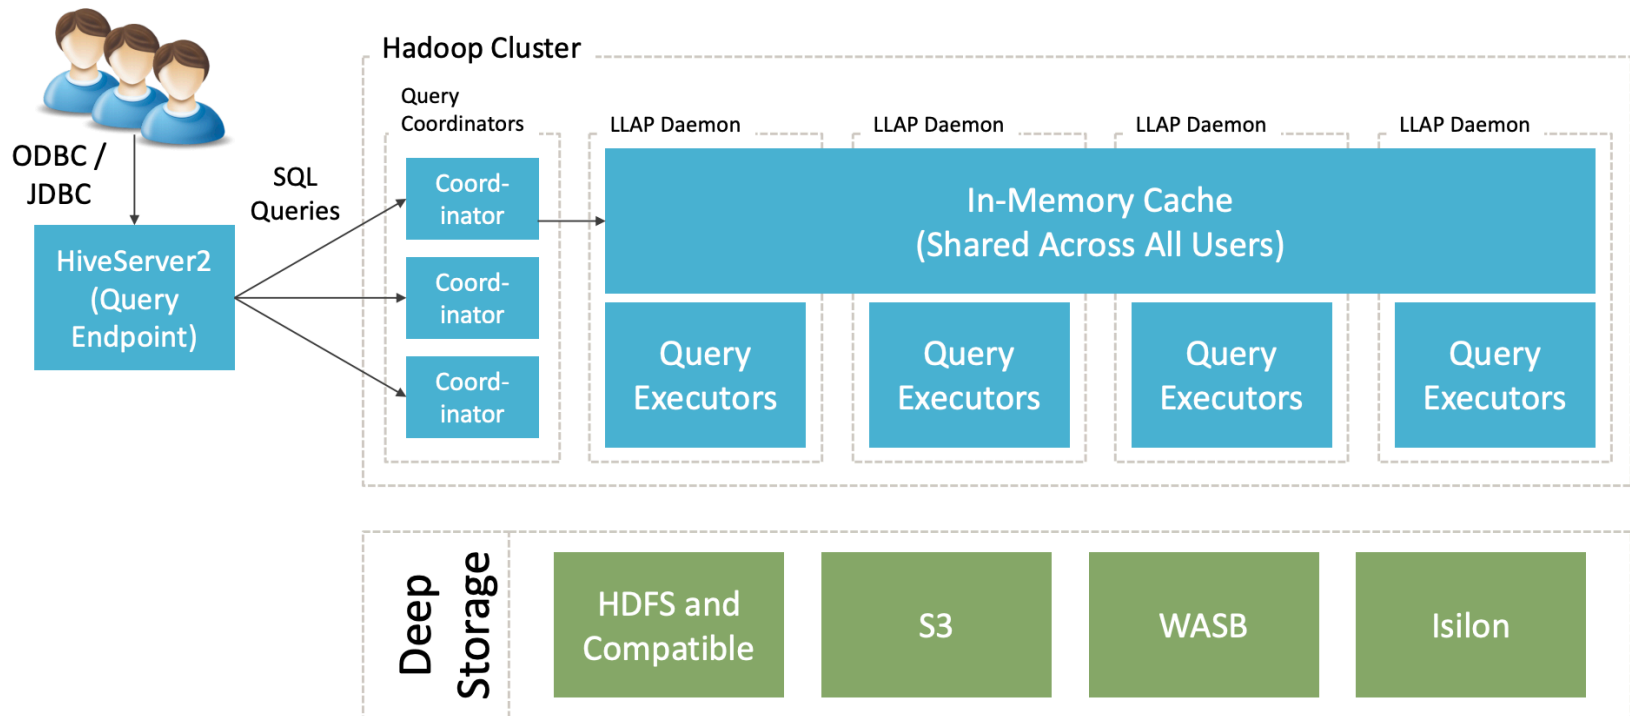 Hadoop Cluster
Query
Coordinators
LLAP Daemon
LLAP Daemon
LLAP Daemon
LLAP Daemon
ODBC /
JDBC
SQL
Queries
HiveServer2
(Query
Endpoint)
Coord-
inator
Coord-
inator
Coord-
inator
In-Memory Cache
(Shared Across All Users)
Query
Executors
Query
Executors
Query
Executors
Query
Executors
Deep
Storage
HDFS and
Compatible
S3
WASB
Isilon